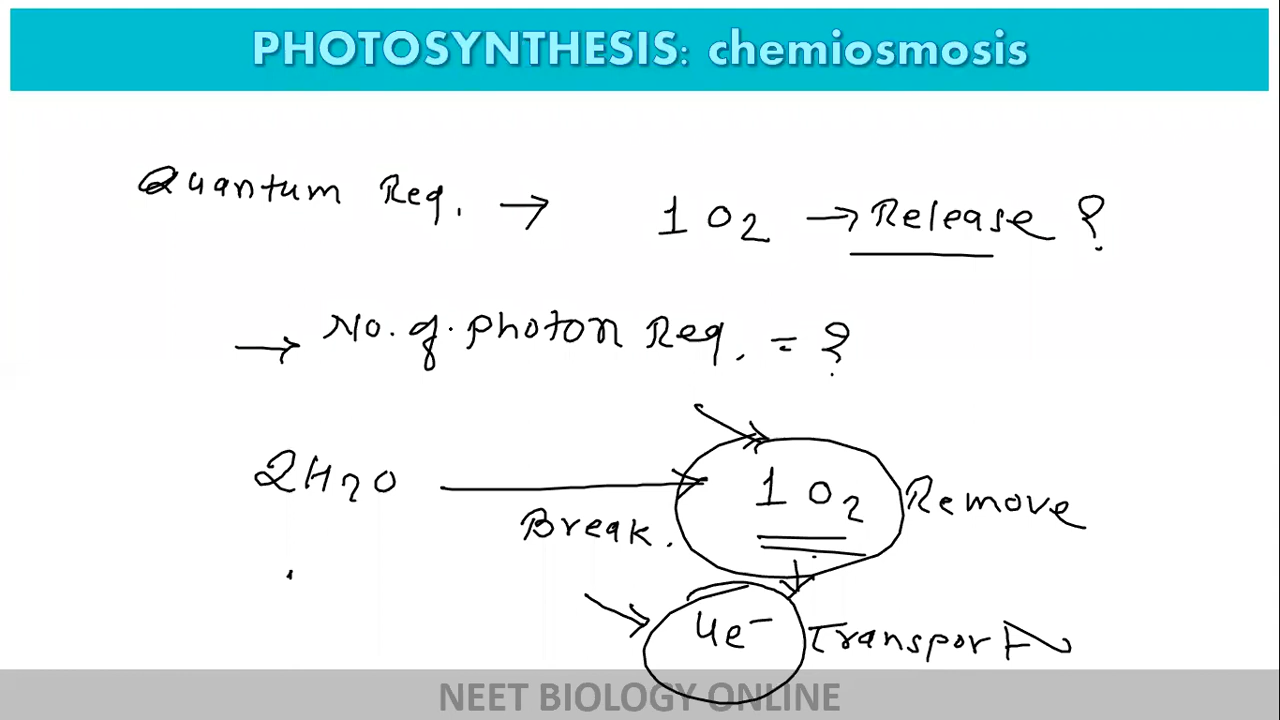 PHOTOSYNTHESIS: chemiosmosis
Quantum Req. → 1 O2 → Release ?
→ No. of. Photon Req. = ?
2H2O → 1 O2 Remove
Break.
4e- Transport
NEET BIOLOGY ONLINE